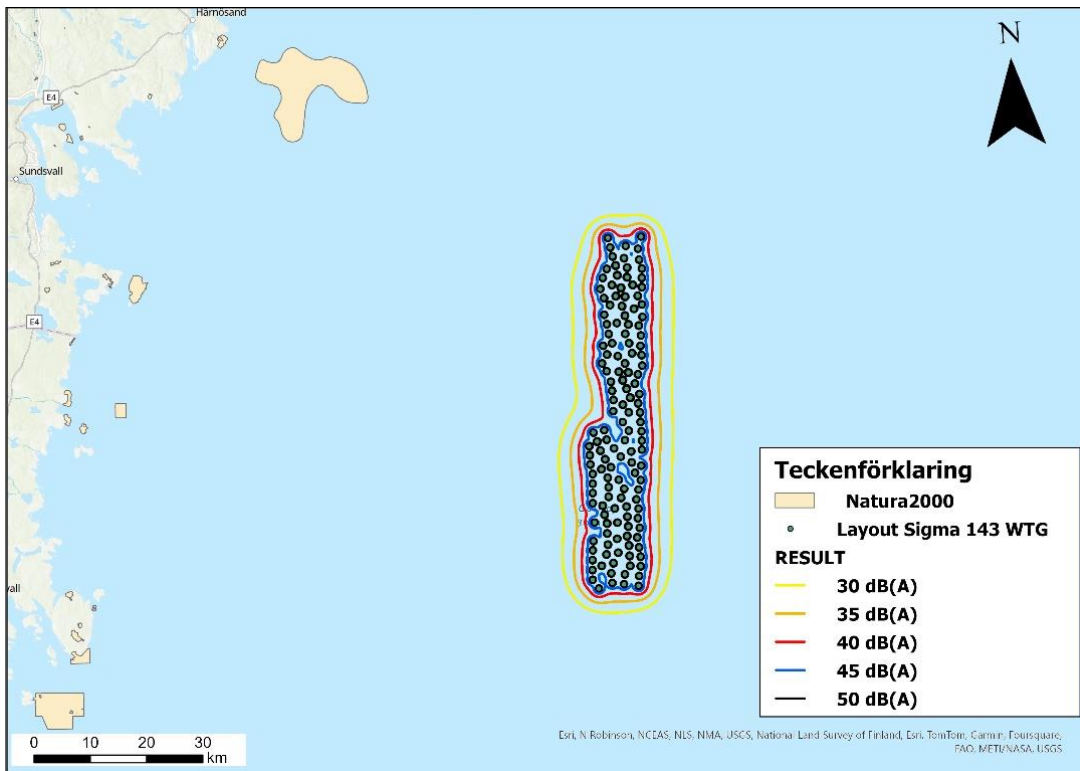 Härnösand
N
E4
Sundsvall
E4
Teckenförklaring
Natura2000
Layout Sigma 143 WTG
RESULT
30 dB(A)
35 dB(A)
40 dB(A)
45 dB(A)
50 dB(A)
vall
0 10 20 30
km
Esri, N Robinson, NCEAS, NLS, NMA, USGS, National Land Survey of Finland, Esri, TomTom, Garmin, Foursquare,
FAO, METI/NASA, USGS